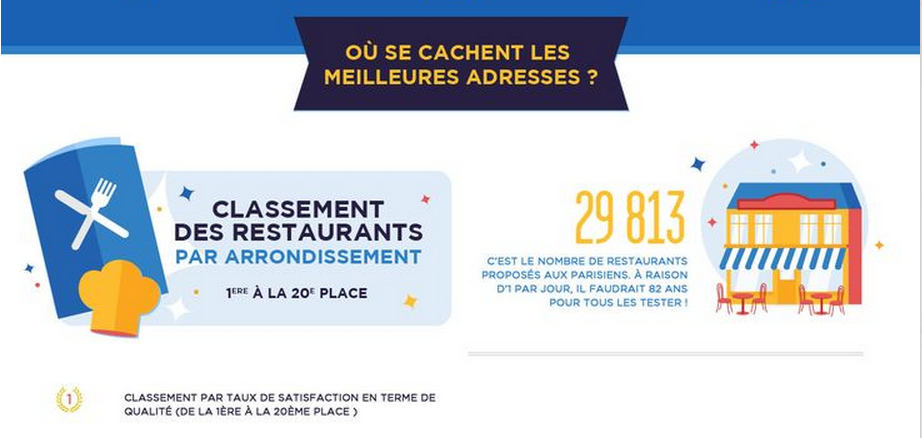 OÙ SE CACHENT LES
MEILLEURES ADRESSES ?
CLASSEMENT
DES RESTAURANTS
PAR ARRONDISSEMENT
1ERE À LA 20E PLACE
29 813
C'EST LE NOMBRE DE RESTAURANTS
PROPOSÉS AUX PARISIENS. À RAISON
D'1 PAR JOUR, IL FAUDRAIT 82 ANS
POUR TOUS LES TESTER !
1
CLASSEMENT PAR TAUX DE SATISFACTION EN TERME DE
QUALITÉ (DE LA 1ÈRE À LA 20ÈME PLACE )